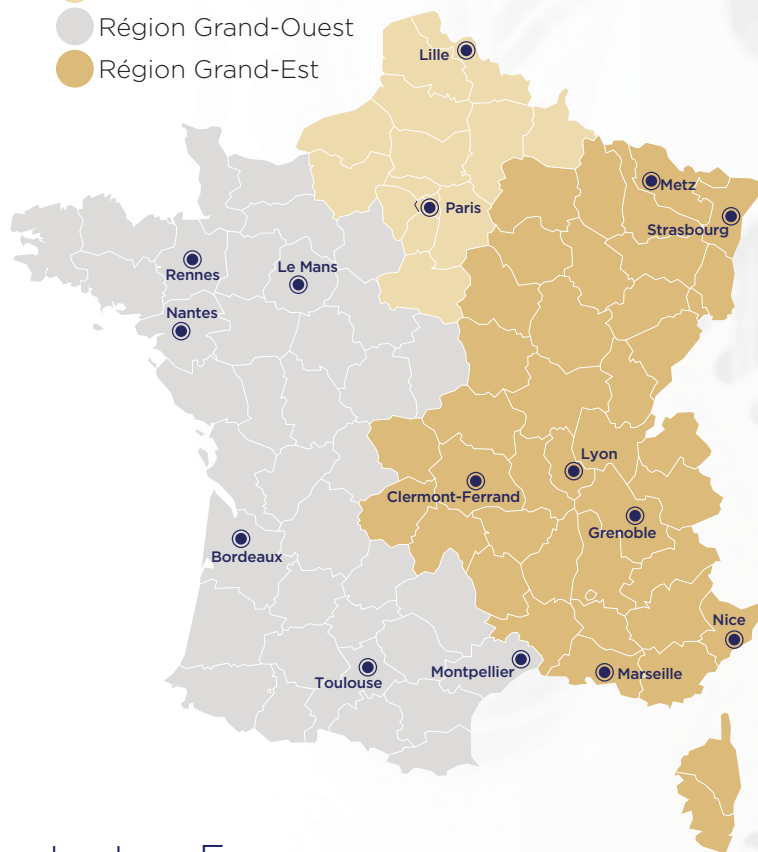 Région Grand-Ouest
Région Grand-Est
Lille
Metz
Paris
Strasbourg
Rennes
Le Mans
Nantes
Lyon
Clermont-Ferrand
Grenoble
Bordeaux
Nice
Montpellier
Marseille
Toulouse